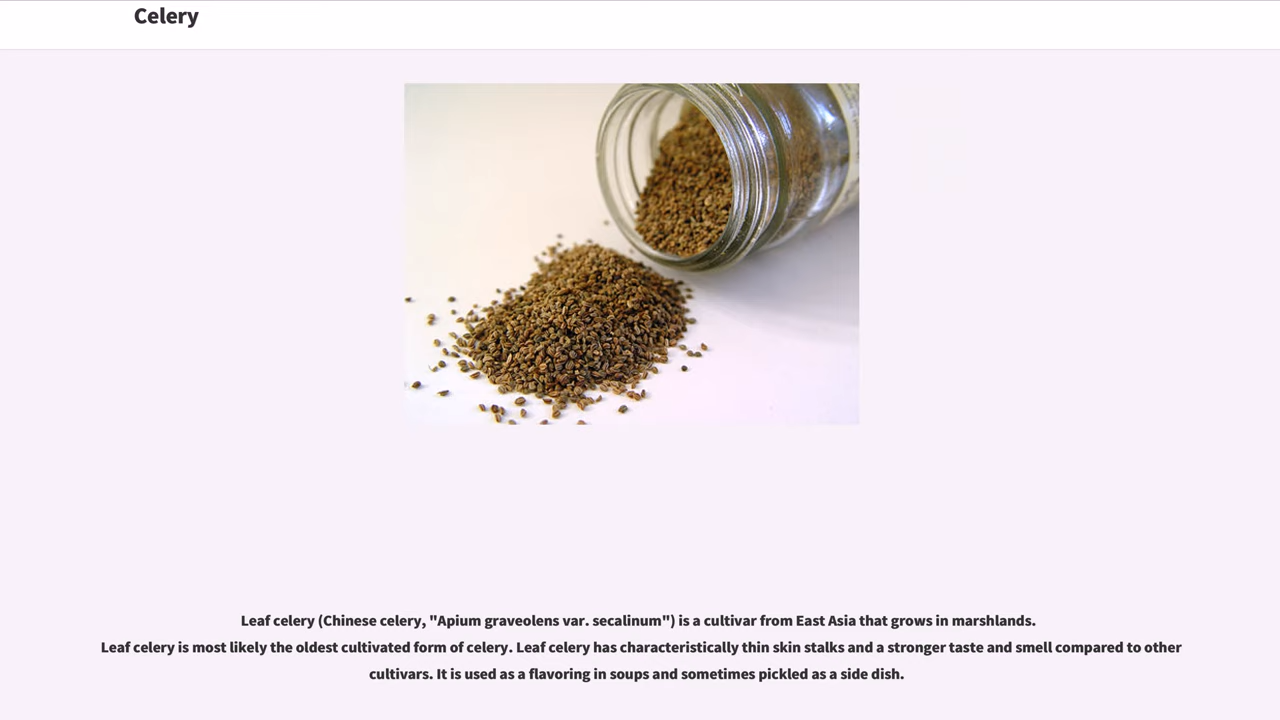 Celery
Leaf celery (Chinese celery, "Apium graveolens var. secalinum") is a cultivar from East Asia that grows in marshlands.
Leaf celery is most likely the oldest cultivated form of celery. Leaf celery has characteristically thin skin stalks and a stronger taste and smell compared to other
cultivars. It is used as a flavoring in soups and sometimes pickled as a side dish.